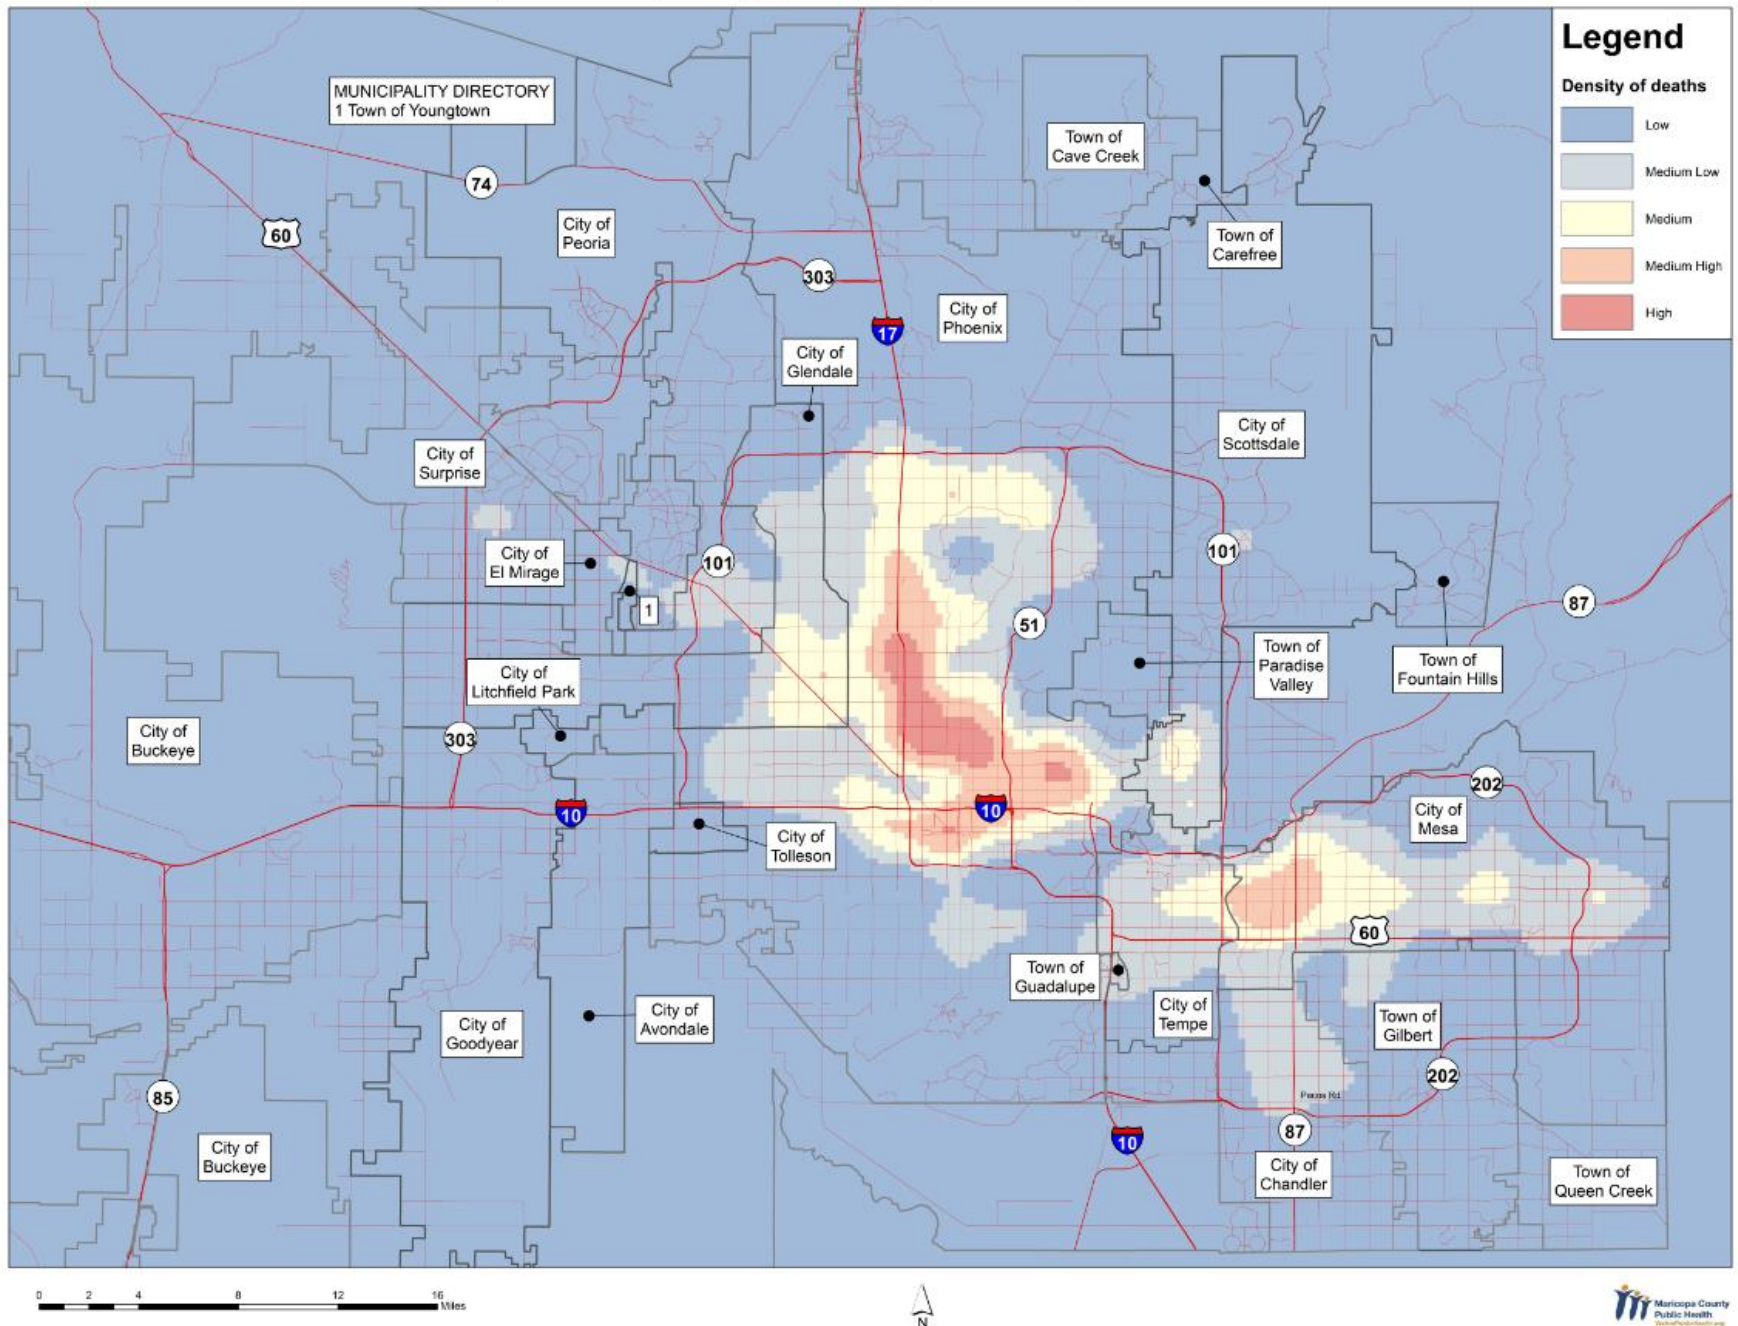 Legend
Density of deaths
Low
Medium Low
Medium
Medium High
High
MUNICIPALITY DIRECTORY
1 Town of Youngtown
74
60
City of
Peoria
303
17
City of
Phoenix
Town of
Cave Creek
Town of
Carefree
City of
Glendale
City of
Surprise
City of
Scottsdale
City of
El Mirage
1
101
101
51
87
Town of
Paradise
Valley
Town of
Fountain Hills
City of
Litchfield Park
City of
Buckeye
303
10
10
202
City of
Mesa
City of
Tolleson
60
Town of
Guadalupe
City of
Tempe
Town of
Gilbert
City of
Goodyear
City of
Avondale
202
85
Pecos Rd
87
10
City of
Buckeye
City of
Chandler
Town of
Queen Creek
0 2 4 8 12 16
Miles
N
Maricopa County
Public Health